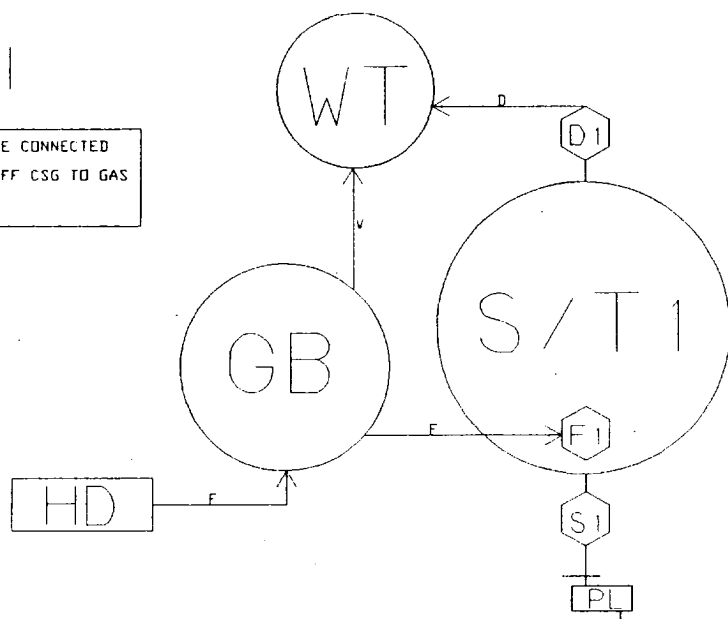 WT
D
D1
E CONNECTED
FF CSG TO GAS
S/T1
GB
F1
HD
F
S1
PL